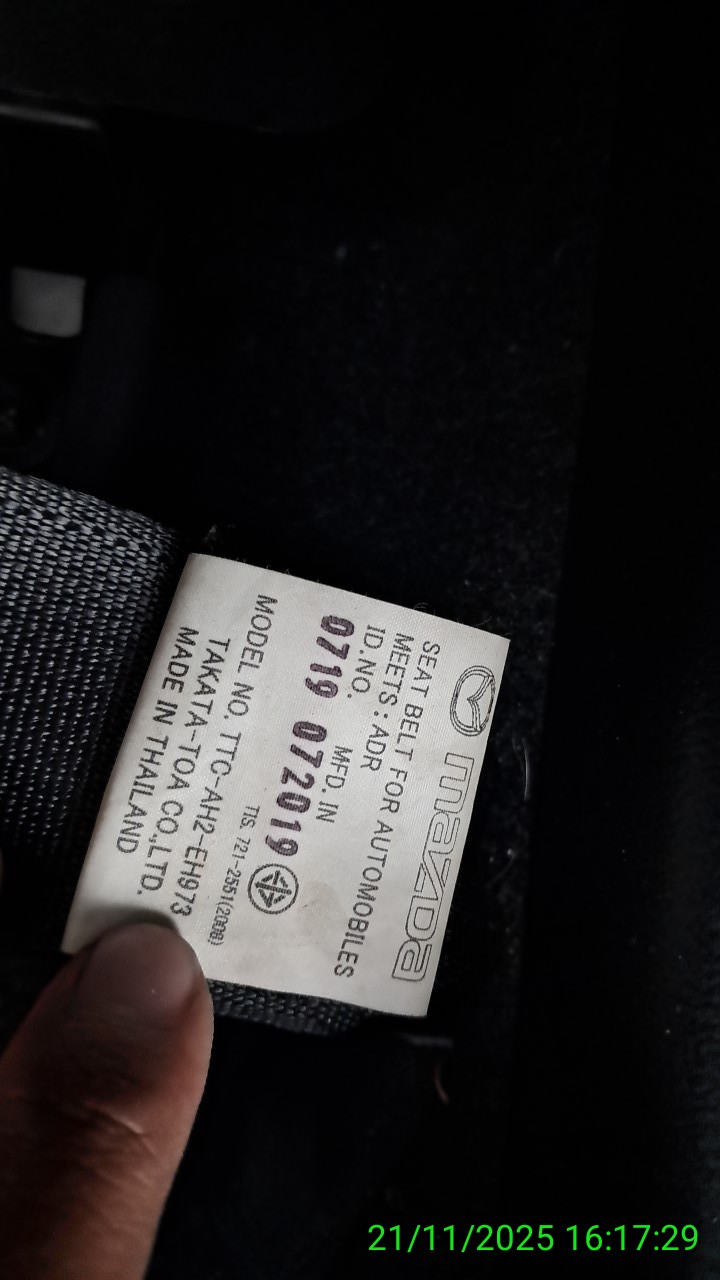 mazda
SEAT BELT FOR AUTOMOBILES
MEETS : ADR
ID.NO. MFD. IN
0719 072019
TIS. 721-2551(2008)
MODEL NO. TTC-AH2-EH973
TAKATA-TOA CO.,LTD.
MADE IN THAILAND
21/11/2025 16:17:29